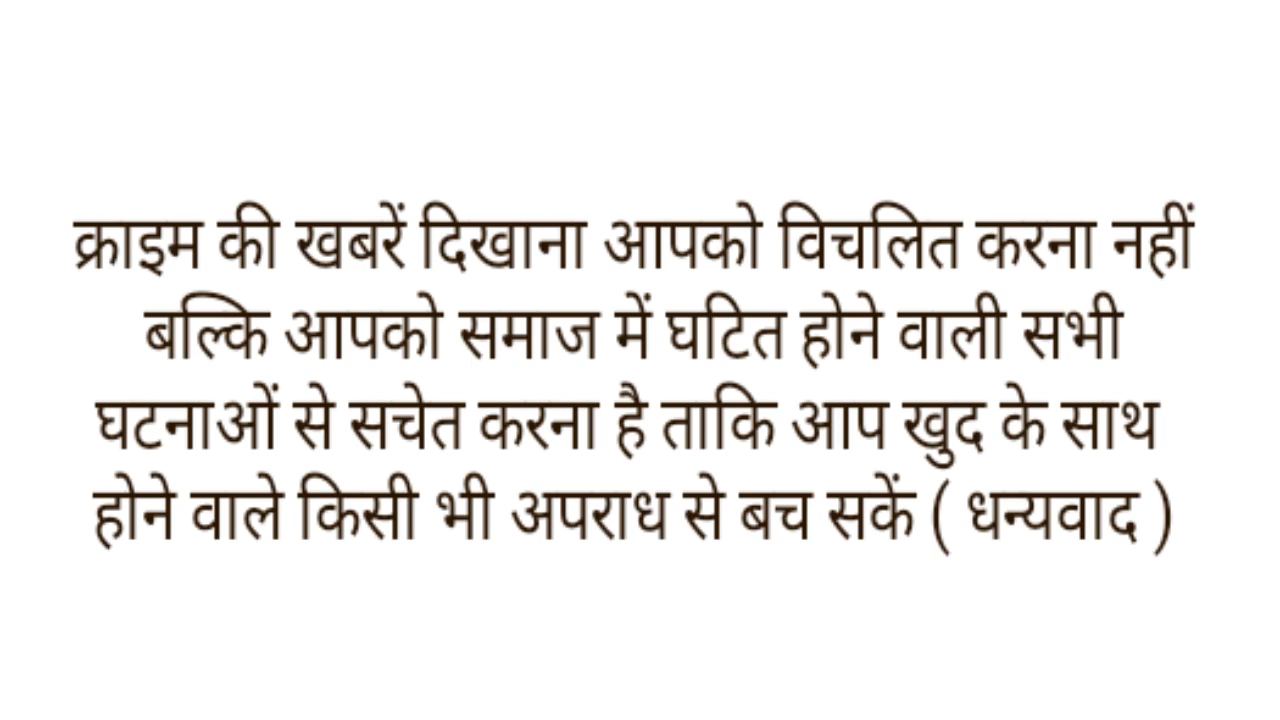 क्राइम की खबरें दिखाना आपको विचलित करना नहीं
बल्कि आपको समाज में घटित होने वाली सभी
घटनाओं से सचेत करना है ताकि आप खुद के साथ
होने वाले किसी भी अपराध से बच सकें ( धन्यवाद )